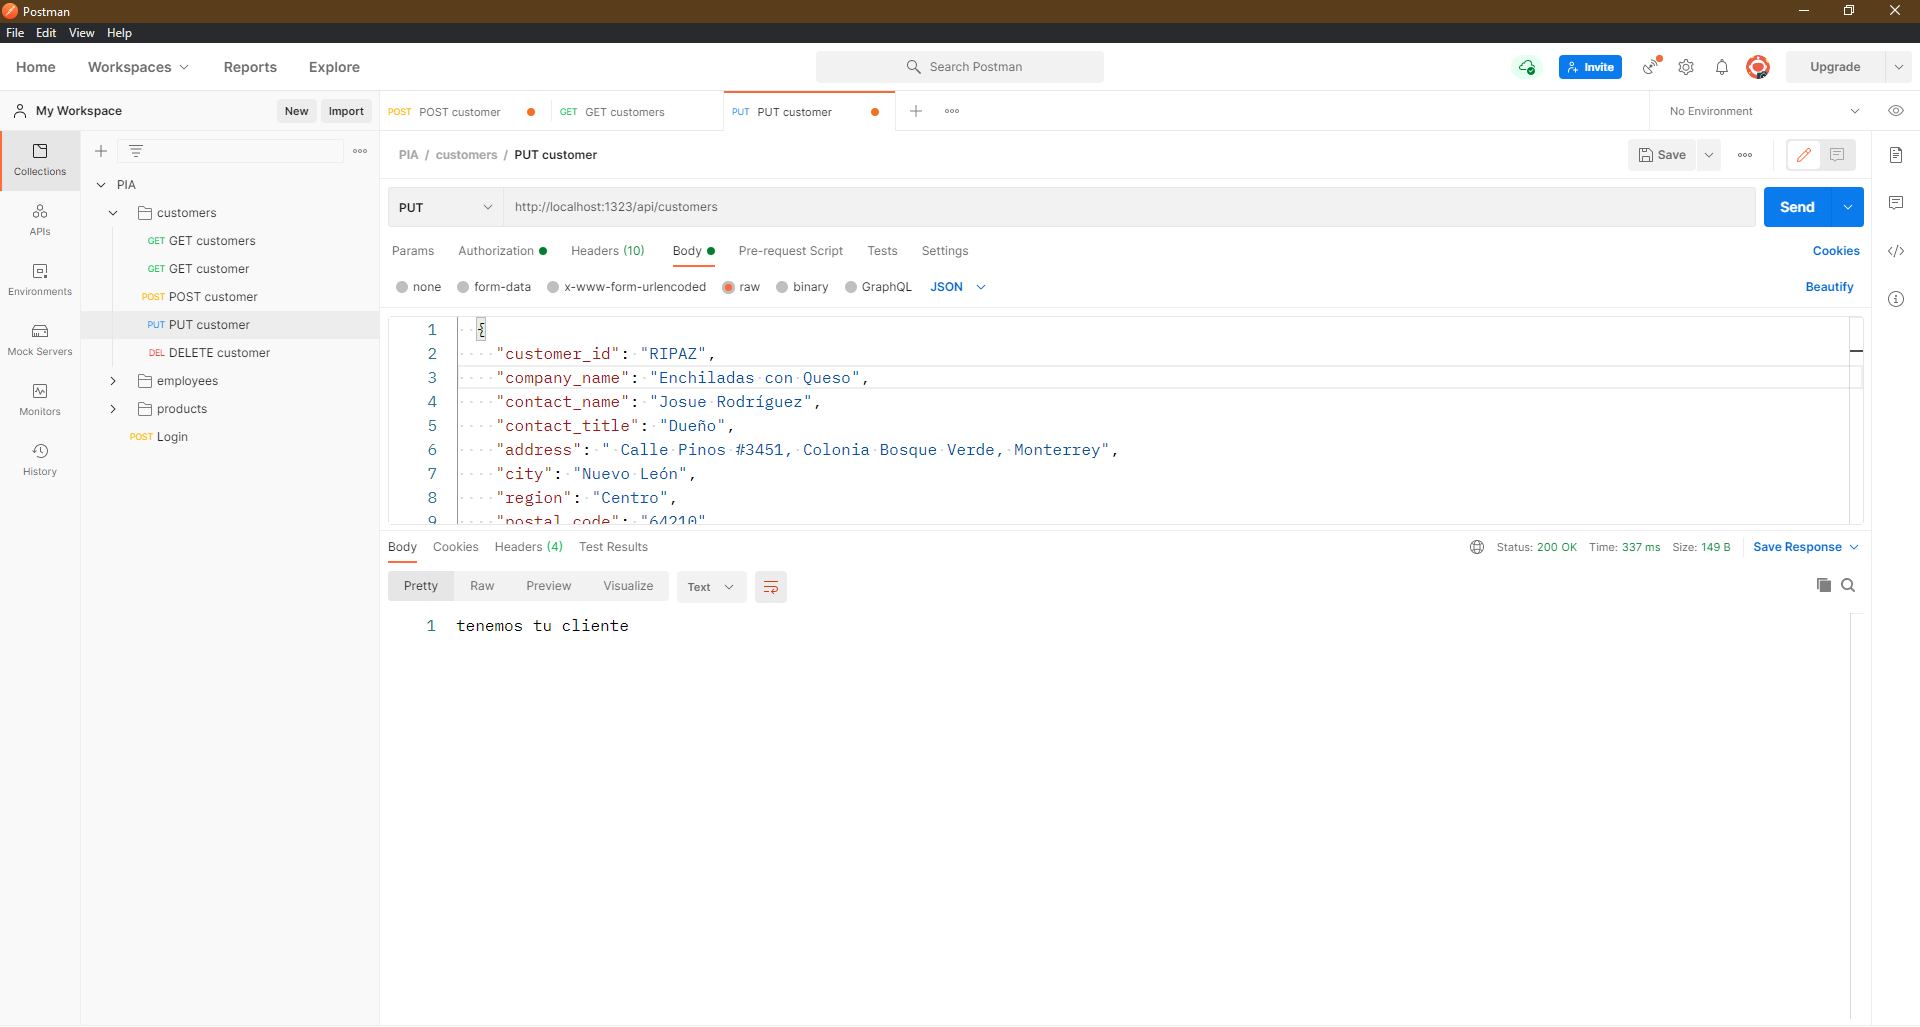 Postman
File Edit View Help
Home Workspaces Reports Explore Search Postman Invite Upgrade
My Workspace New Import
POST POST customer GET GET customers PUT PUT customer No Environment
Collections
APIs
Environments
Mock Servers
Monitors
History
PIA
customers
GET GET customers
GET GET customer
POST POST customer
PUT PUT customer
DEL DELETE customer
employees
products
POST Login
PIA / customers / PUT customer Save
PUT http://localhost:1323/api/customers Send
Params Authorization Headers (10) Body Pre-request Script Tests Settings Cookies
none form-data x-www-form-urlencoded raw binary GraphQL JSON Beautify
1 {
2 "customer_id": "RIPAZ",
3 "company_name": "Enchiladas con Queso",
4 "contact_name": "Josue Rodríguez",
5 "contact_title": "Dueño",
6 "address": " Calle Pinos #3451, Colonia Bosque Verde, Monterrey",
7 "city": "Nuevo León",
8 "region": "Centro",
9 "postal_code": "64210"
Body Cookies Headers (4) Test Results Status: 200 OK Time: 337 ms Size: 149 B Save Response
Pretty Raw Preview Visualize Text
1 tenemos tu cliente